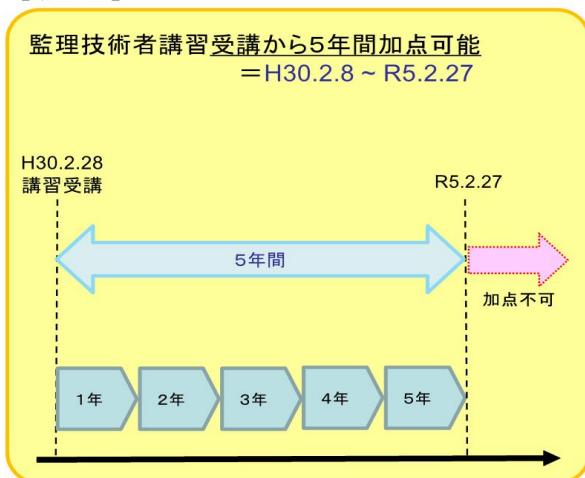 監理技術者講習受講から５年間加点可能
＝H30.2.8 ~ R5.2.27
H30.2.28
講習受講
R5.2.27
５年間
加点不可
１年
２年
３年
４年
５年